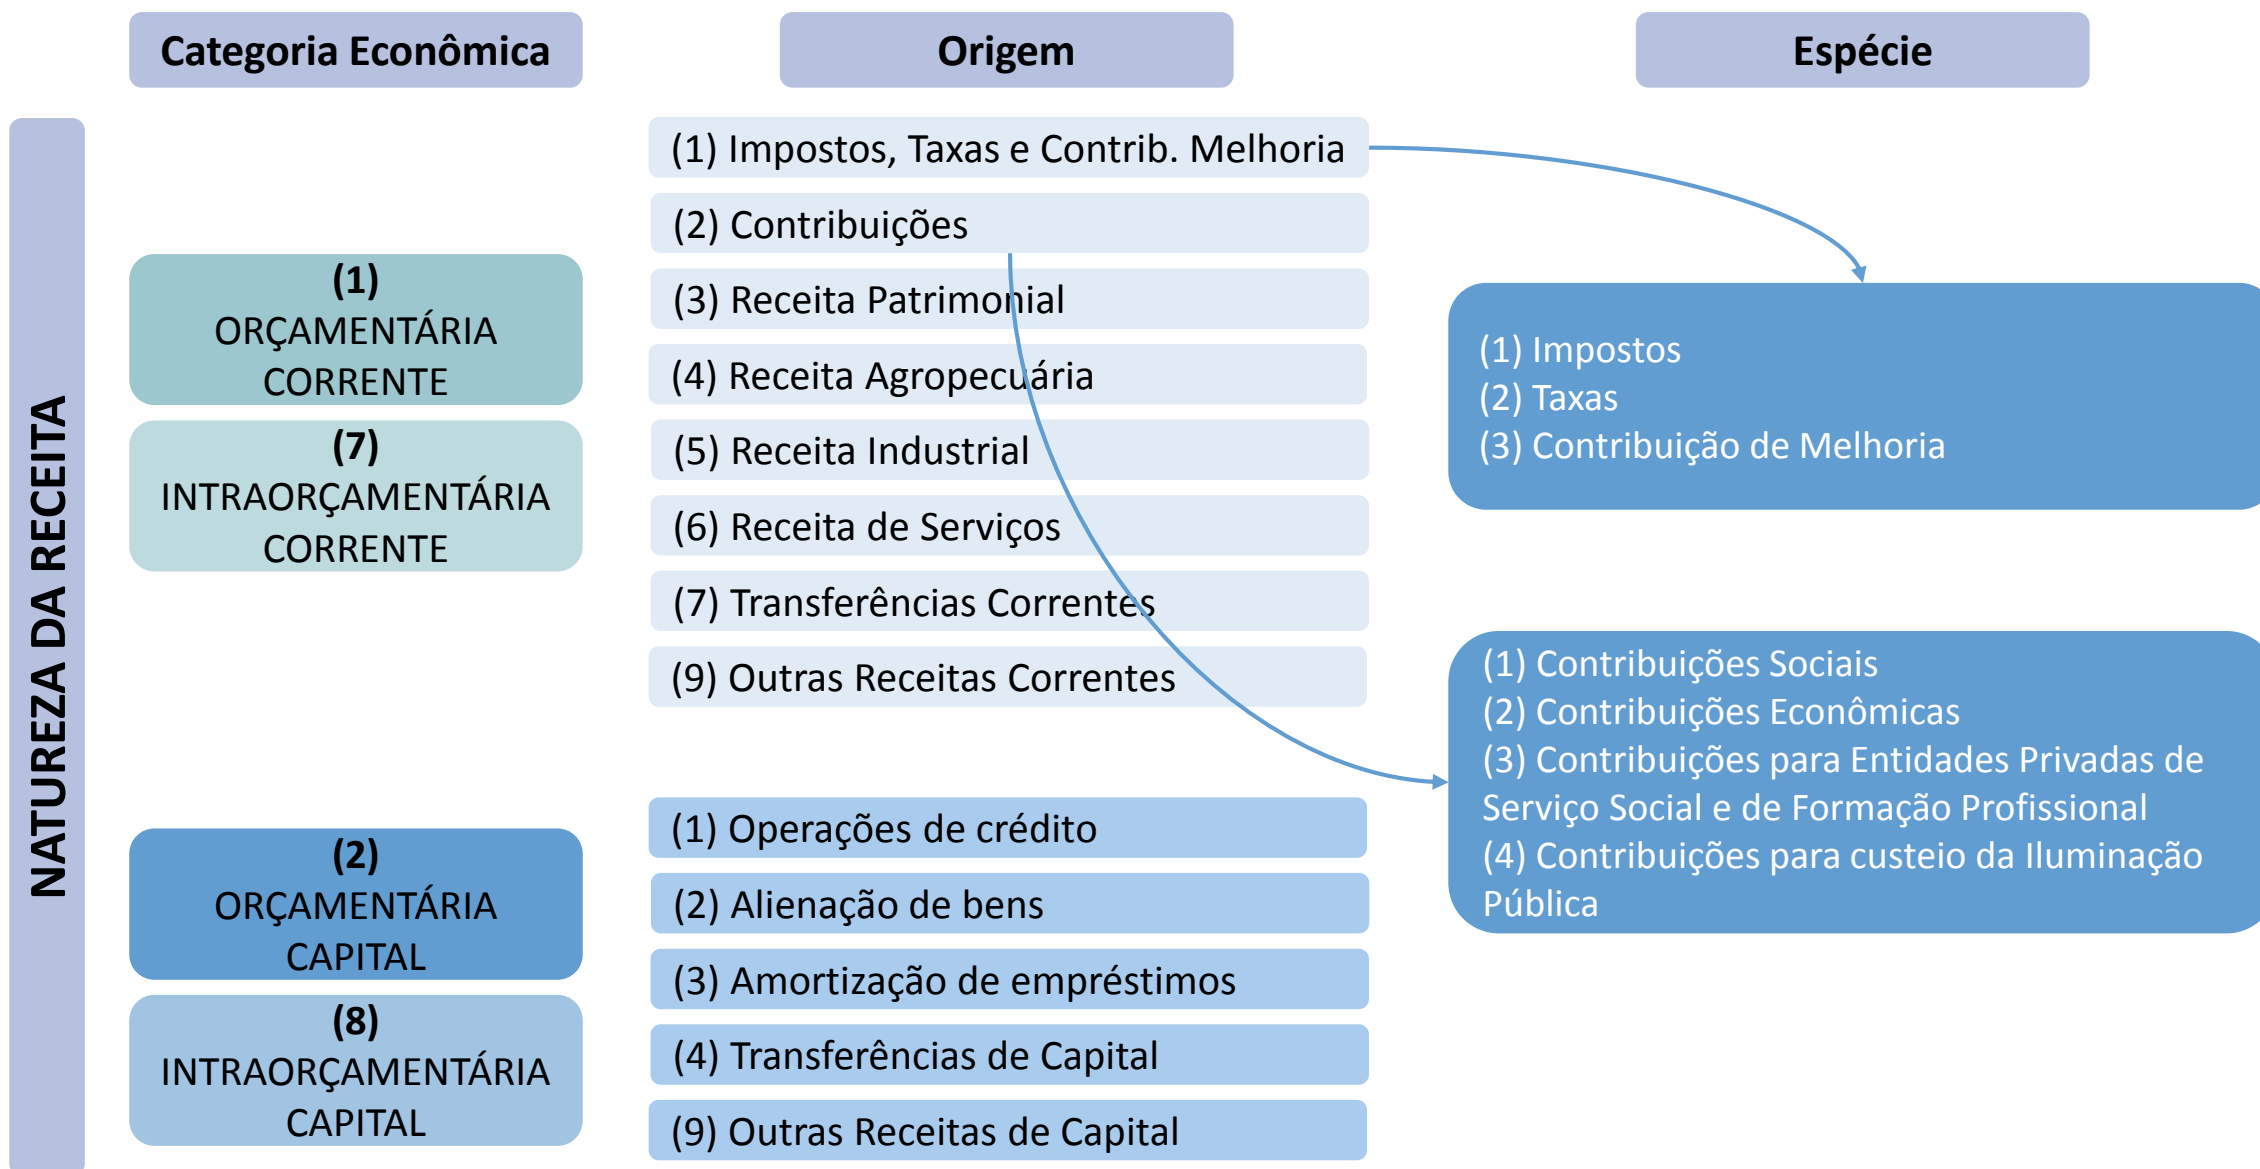 Categoria Econômica
Origem
Espécie
NATUREZA DA RECEITA
(1)
ORÇAMENTÁRIA
CORRENTE
(7)
INTRAORÇAMENTÁRIA
CORRENTE
(2)
ORÇAMENTÁRIA
CAPITAL
(8)
INTRAORÇAMENTÁRIA
CAPITAL
(1) Impostos, Taxas e Contrib. Melhoria
(2) Contribuições
(3) Receita Patrimonial
(4) Receita Agropecuária
(5) Receita Industrial
(6) Receita de Serviços
(7) Transferências Correntes
(9) Outras Receitas Correntes
(1) Operações de crédito
(2) Alienação de bens
(3) Amortização de empréstimos
(4) Transferências de Capital
(9) Outras Receitas de Capital
(1) Impostos
(2) Taxas
(3) Contribuição de Melhoria
(1) Contribuições Sociais
(2) Contribuições Econômicas
(3) Contribuições para Entidades Privadas de
Serviço Social e de Formação Profissional
(4) Contribuições para custeio da Iluminação
Pública